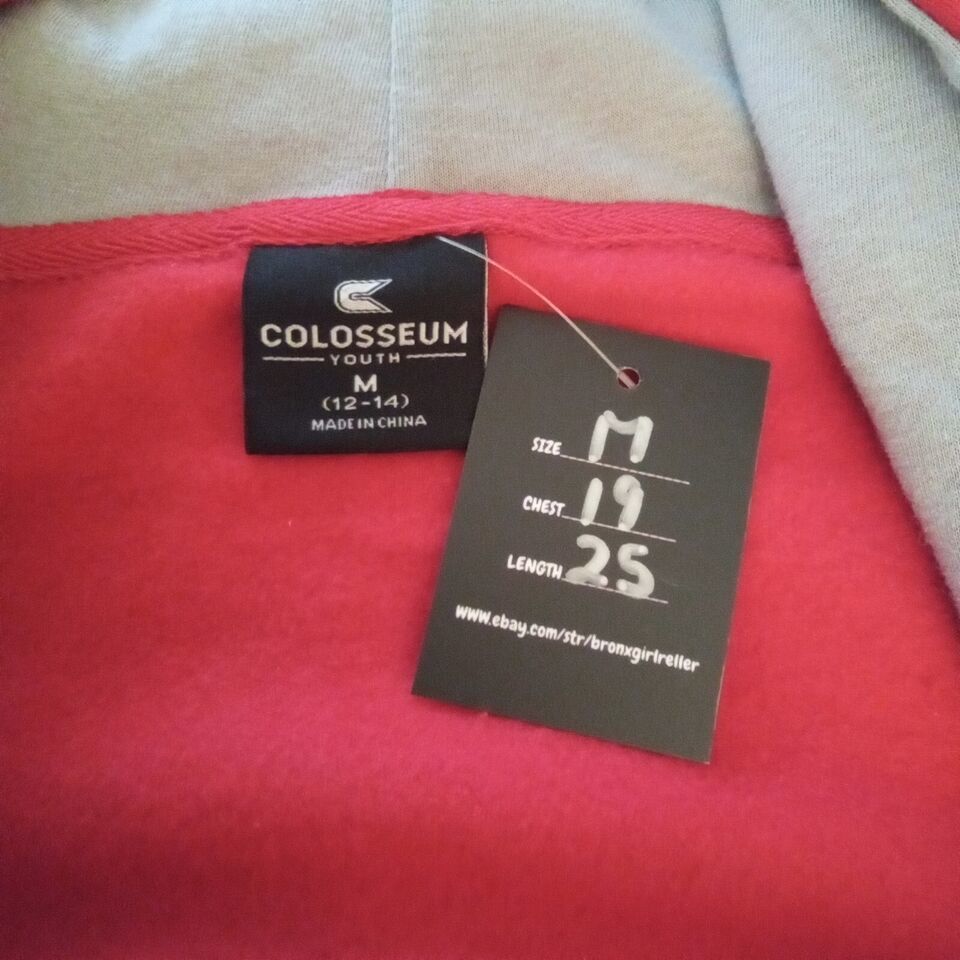 COLOSSEUM
YOUTH
M
(12-14)
MADE IN CHINA
SIZE M
CHEST 19
LENGTH 25
www.ebay.com/str/bronxgirlreller